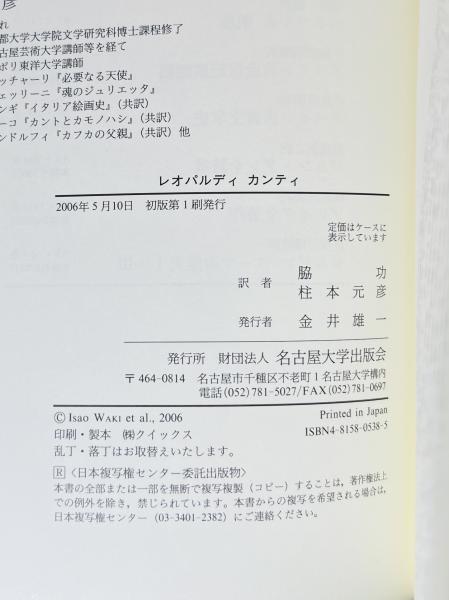 彦
れ
都大学大学院文学研究科博士課程修了
古屋芸術大学講師等を経て
ポリ東洋大学講師
ッチャーリ『必要なる天使』
ェッリーニ『魂のジュリエッタ』
ンギ『イタリア絵画史』（共訳）
ーコ『カントとカモノハシ』（共訳）
ンドルフィ『カフカの父親』（共訳）他
レオパルディ カンティ
2006年5月10日　初版第1刷発行
定価はケースに
表示しています
訳者　脇　功
柱本元彦
発行者　金井雄一
発行所　財団法人　名古屋大学出版会
〒464-0814　名古屋市千種区不老町1名古屋大学構内
電話(052)781-5027/FAX(052)781-0697
©Isao WAKI et al., 2006
Printed in Japan
印刷・製本　㈱クイックス
ISBN4-8158-0538-5
乱丁・落丁はお取替えいたします。
R〈日本複写権センター委託出版物〉
本書の全部または一部を無断で複写複製（コピー）することは，著作権法上
での例外を除き，禁じられています。本書からの複写を希望される場合は，
日本複写権センター（03-3401-2382）にご連絡ください。